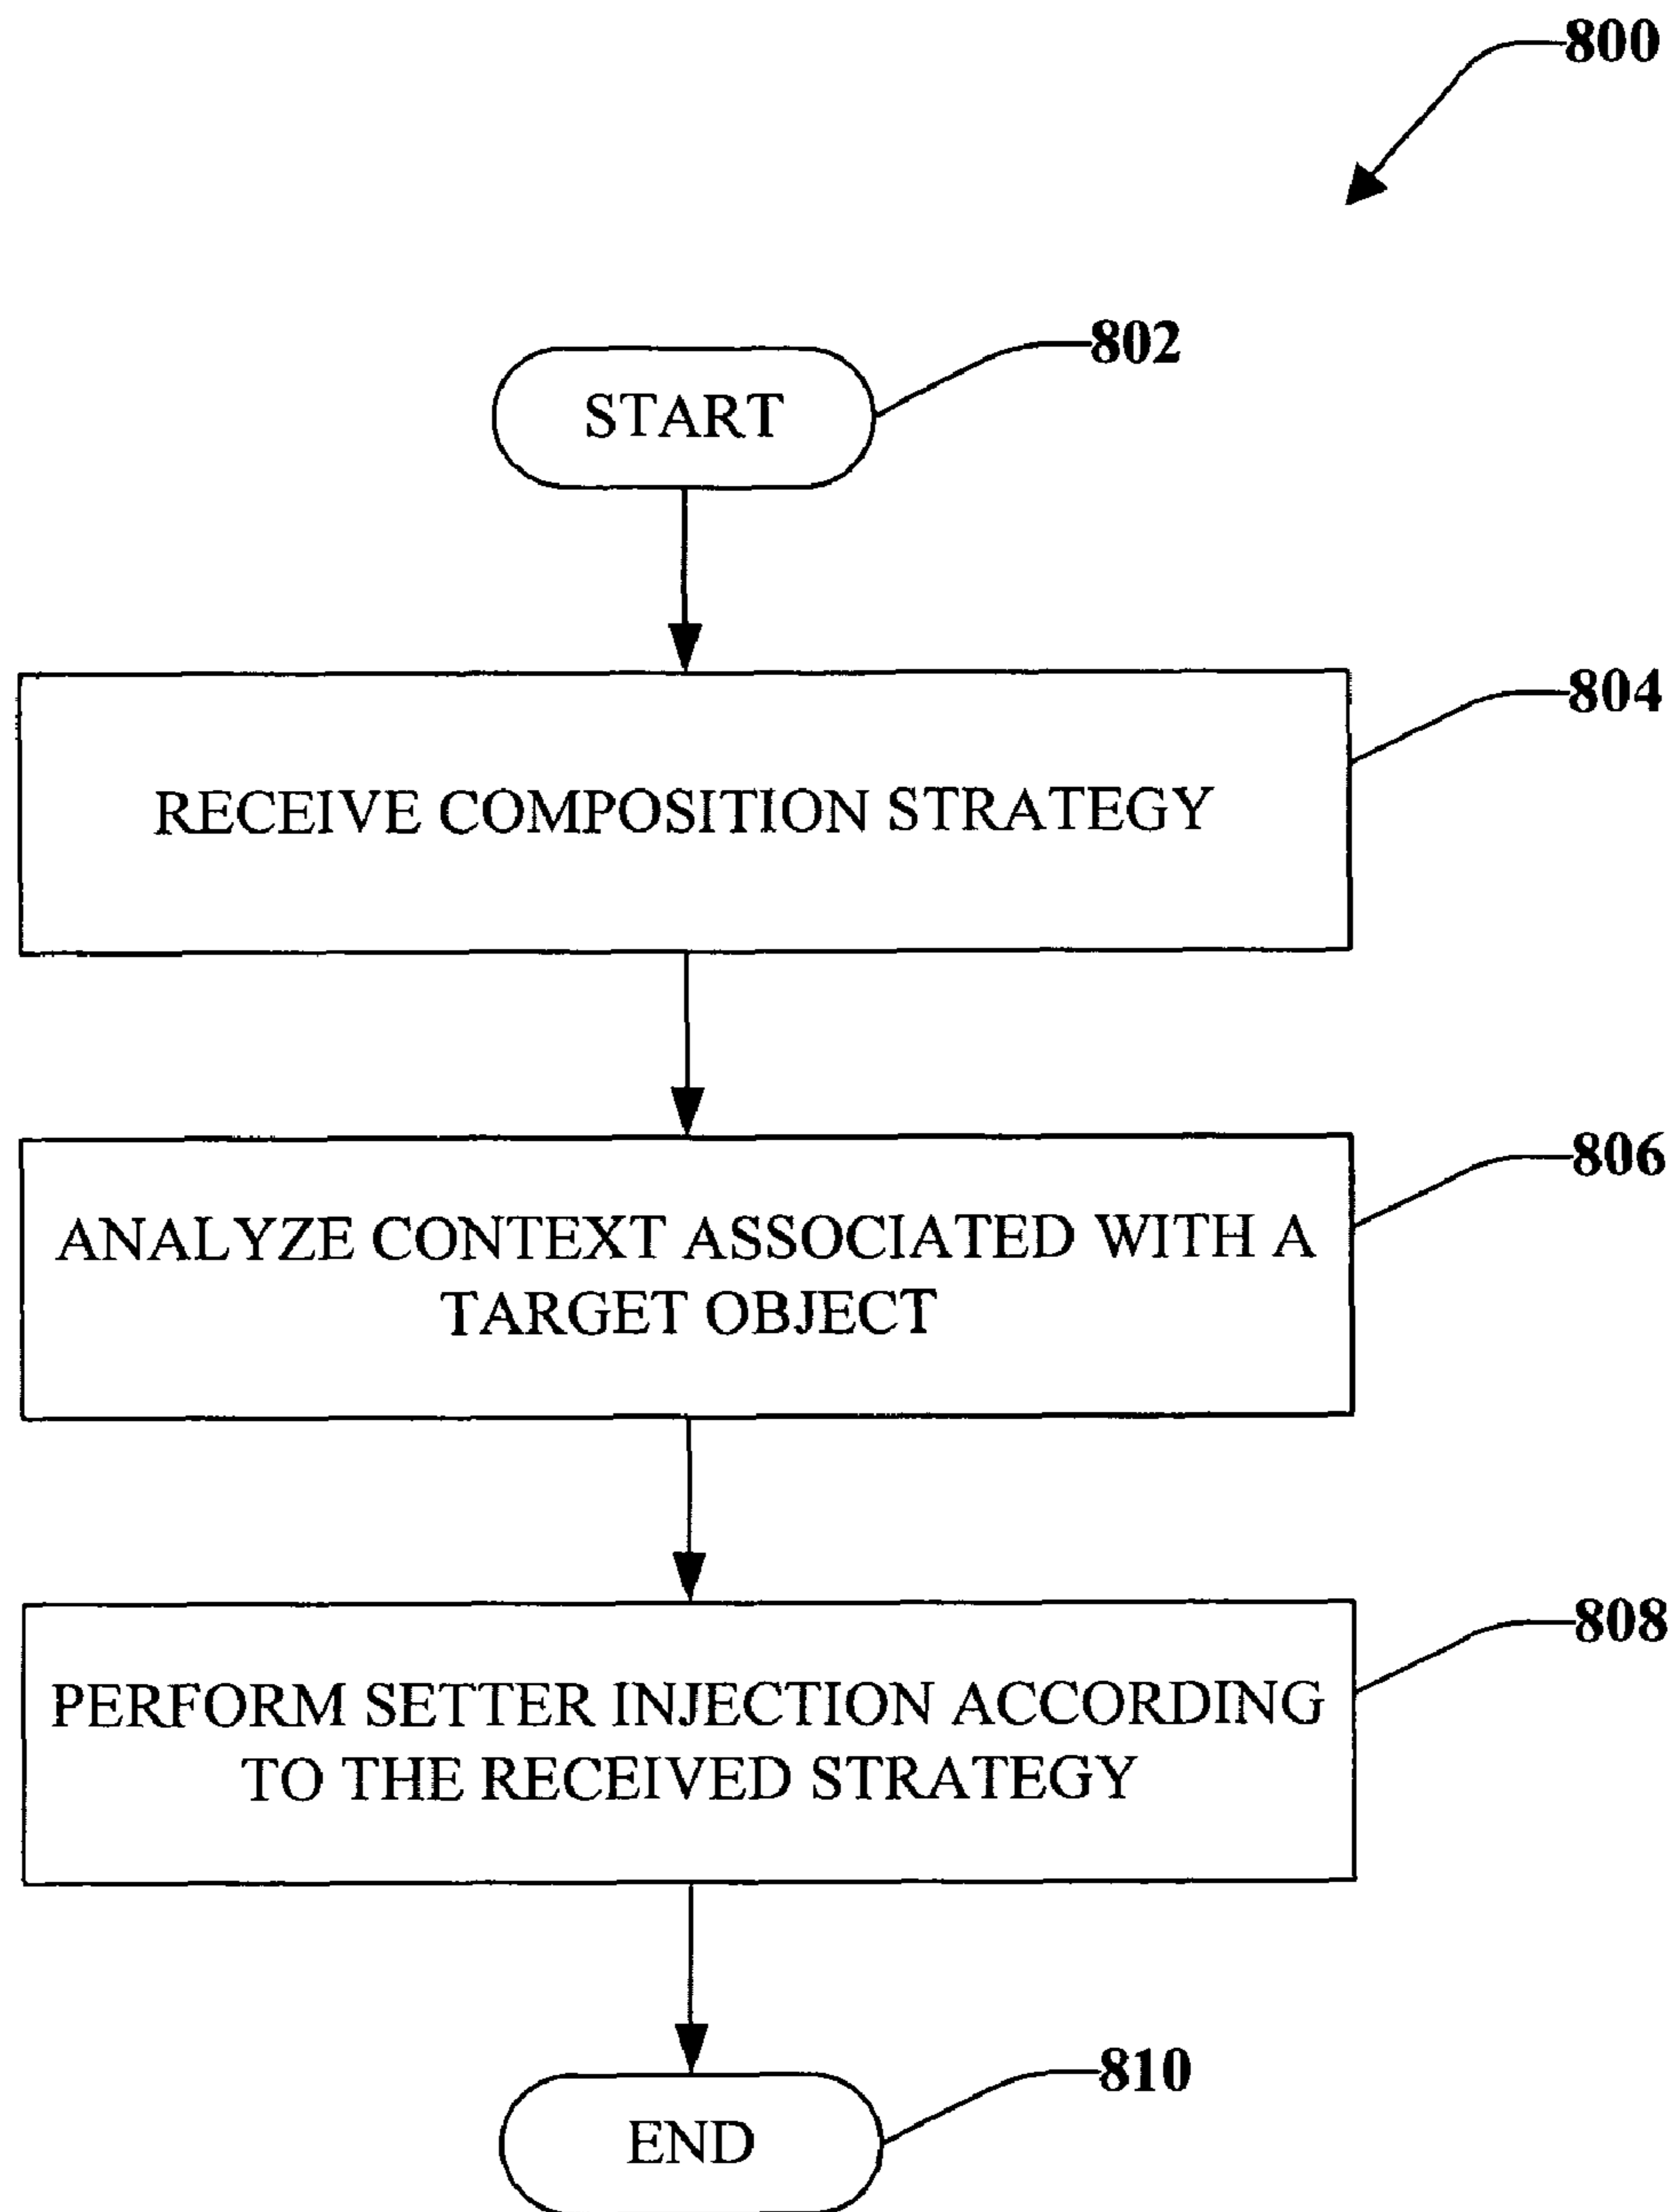 800
802
START
804
RECEIVE COMPOSITION STRATEGY
806
ANALYZE CONTEXT ASSOCIATED WITH A
TARGET OBJECT
808
PERFORM SETTER INJECTION ACCORDING
TO THE RECEIVED STRATEGY
810
END